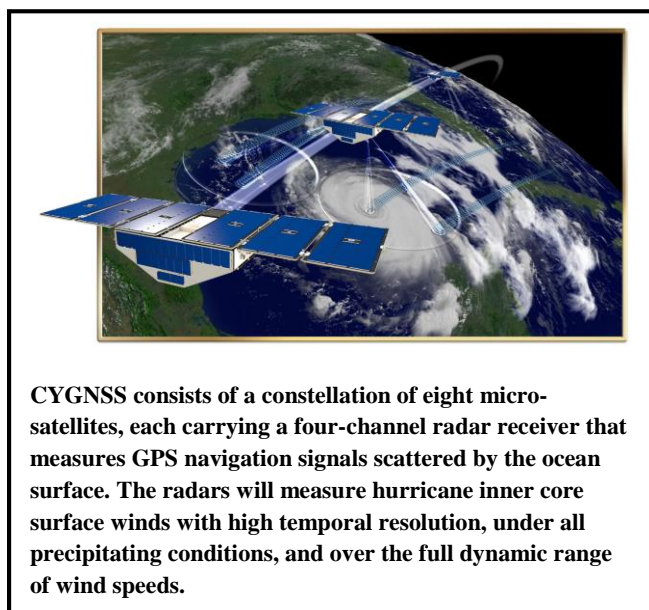 CYGNSS consists of a constellation of eight micro-
satellites, each carrying a four-channel radar receiver that
measures GPS navigation signals scattered by the ocean
surface. The radars will measure hurricane inner core
surface winds with high temporal resolution, under all
precipitating conditions, and over the full dynamic range
of wind speeds.